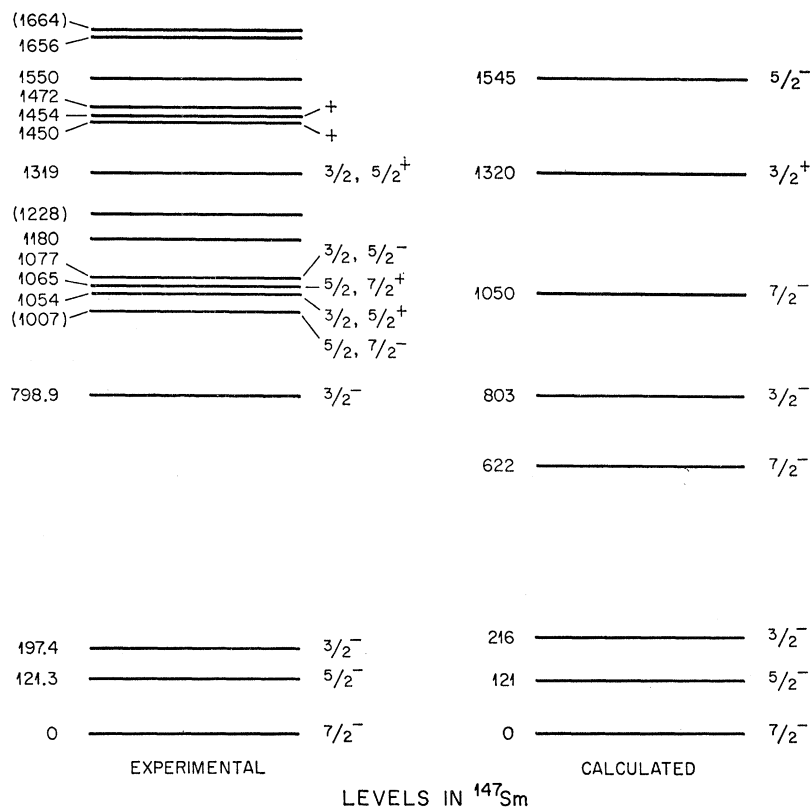 (1664)
1656
1550
1472
1454 +
1450 +
1319 3/2, 5/2⁺
(1228)
1180
1077 3/2, 5/2⁻
1065 5/2, 7/2⁺
1054 3/2, 5/2⁺
(1007) 5/2, 7/2⁻
798.9 3/2⁻
197.4 3/2⁻
121.3 5/2⁻
0 7/2⁻
EXPERIMENTAL
1545 5/2⁻
1320 3/2⁺
1050 7/2⁻
803 3/2⁻
622 7/2⁻
216 3/2⁻
121 5/2⁻
0 7/2⁻
CALCULATED
LEVELS IN ¹⁴⁷Sm